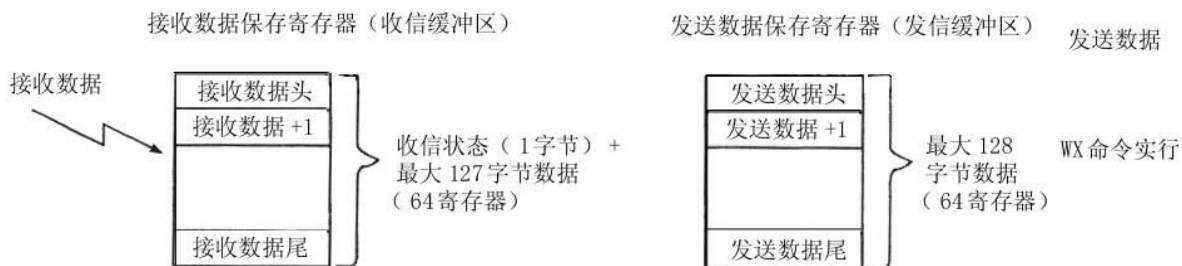 接收数据保存寄存器（收信缓冲区）
发送数据保存寄存器（发信缓冲区）
发送数据
接收数据
接收数据头
接收数据 +1
接收数据尾
收信状态（ 1字节）+
最大 127字节数据
（ 64寄存器）
发送数据头
发送数据 +1
发送数据尾
最大 128
字节数据
（ 64寄存器）
WX命令实行